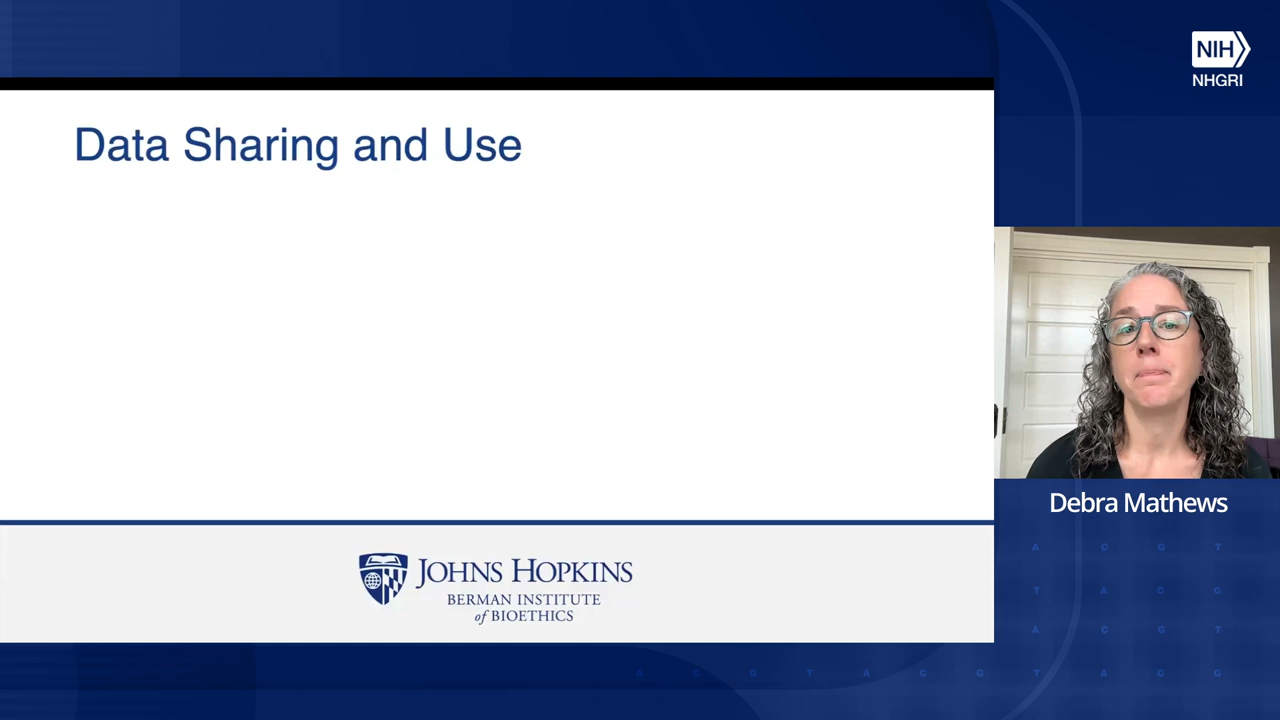 NIH
NHGRI
Data Sharing and Use
Debra Mathews
JOHNS HOPKINS
BERMAN INSTITUTE
of BIOETHICS
A C G T
T A C G
A C G T
A C G T A C G T A C G